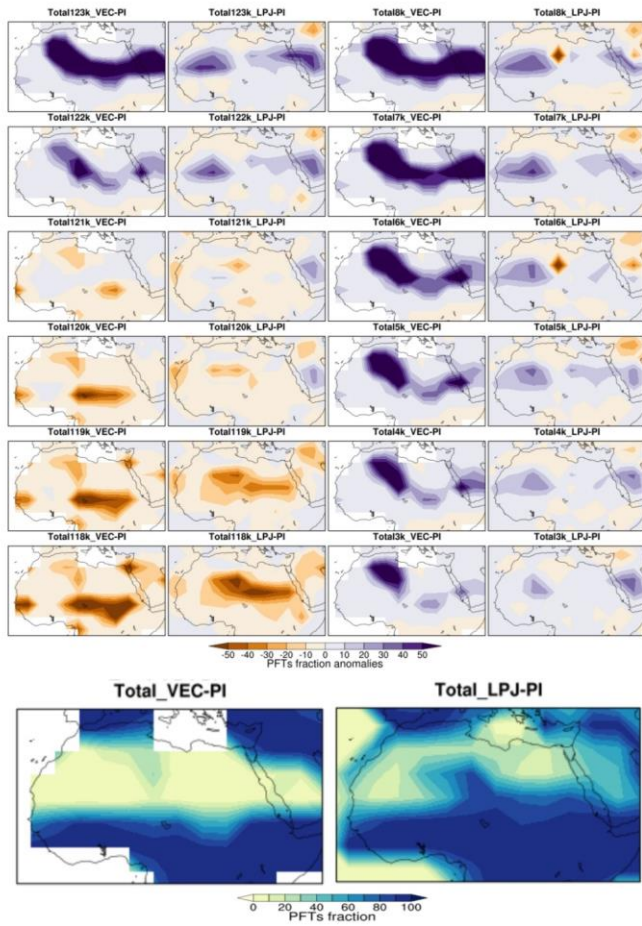 Total123k_VEC-PI Total123k_LPJ-PI Total8k_VEC-PI Total8k_LPJ-PI
Total122k_VEC-PI Total122k_LPJ-PI Total7k_VEC-PI Total7k_LPJ-PI
Total121k_VEC-PI Total121k_LPJ-PI Total6k_VEC-PI Total6k_LPJ-PI
Total120k_VEC-PI Total120k_LPJ-PI Total5k_VEC-PI Total5k_LPJ-PI
Total119k_VEC-PI Total119k_LPJ-PI Total4k_VEC-PI Total4k_LPJ-PI
Total118k_VEC-PI Total118k_LPJ-PI Total3k_VEC-PI Total3k_LPJ-PI
-50 -40 -30 -20 -10 0 10 20 30 40 50
PFTs fraction anomalies
Total_VEC-PI Total_LPJ-PI
0 20 40 60 80 100
PFTs fraction